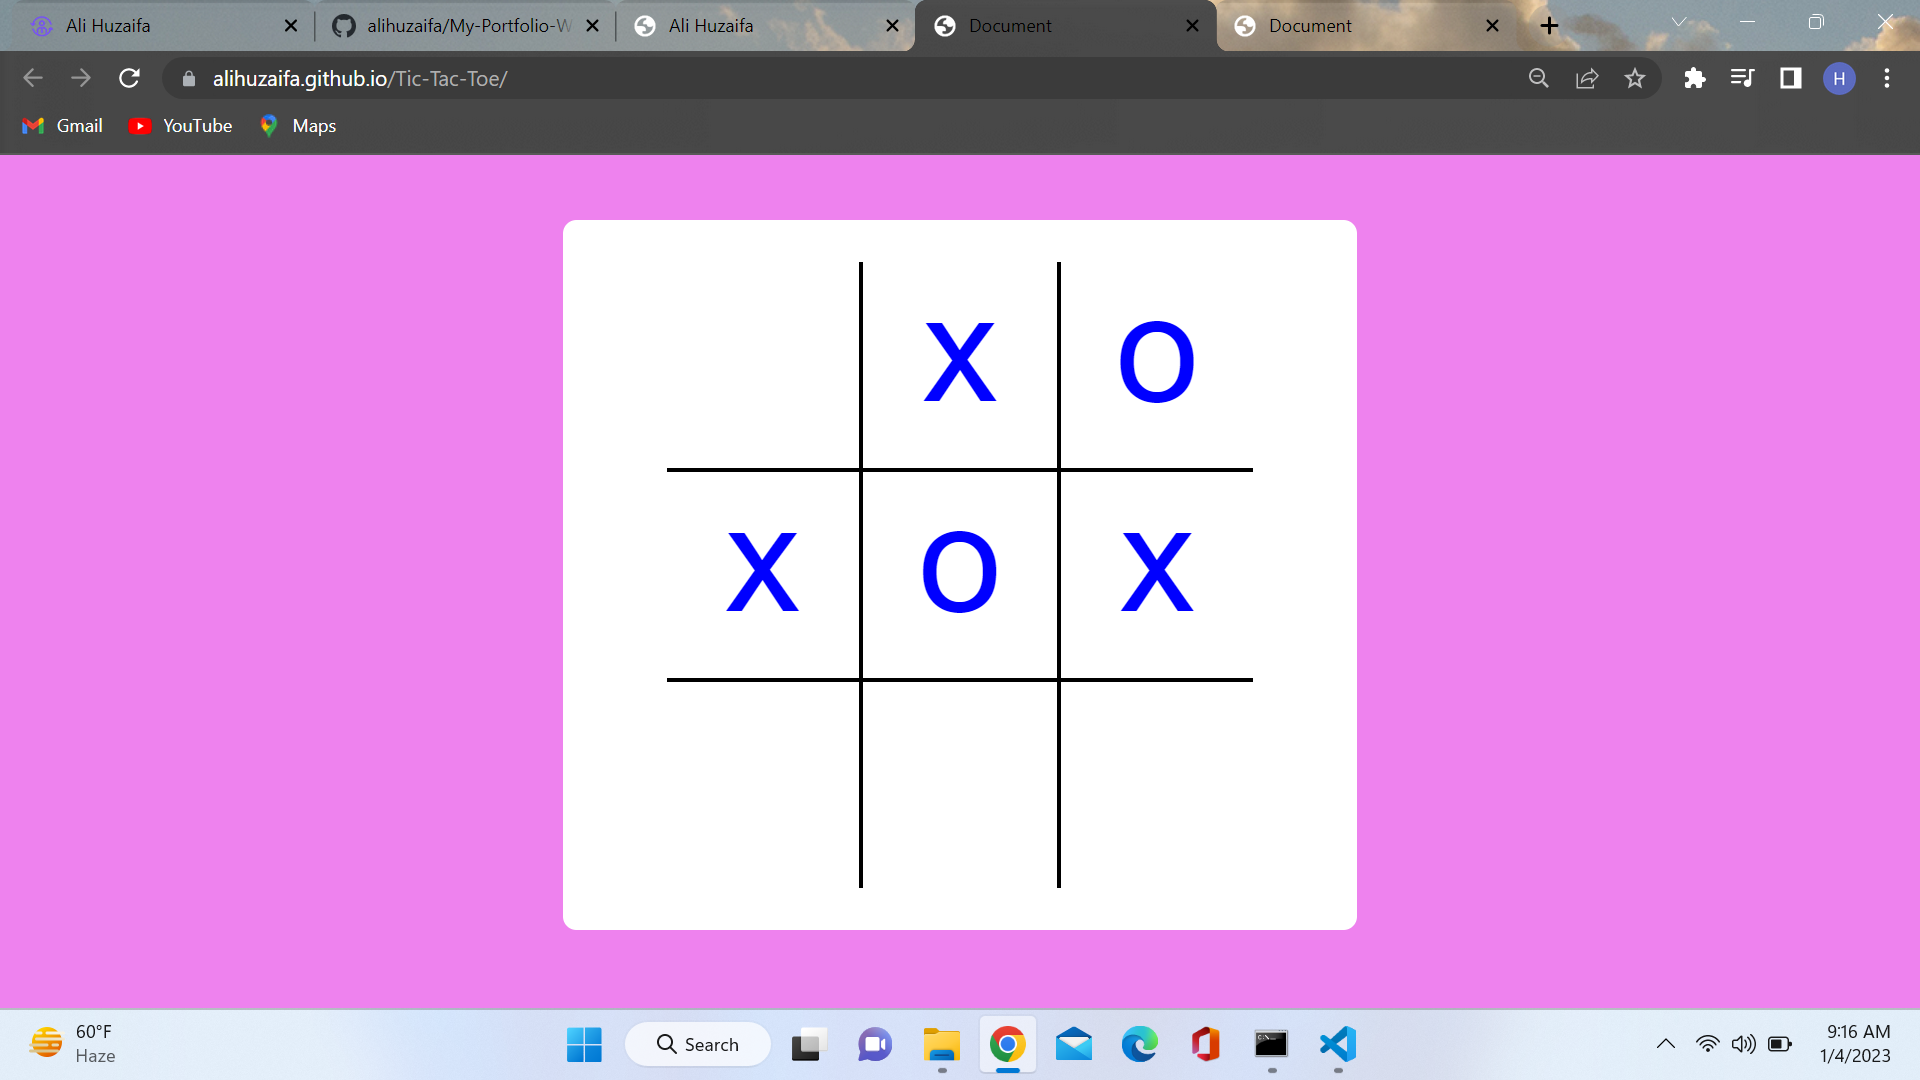 Ali Huzaifa
alihuzaifa/My-Portfolio-W
Ali Huzaifa
Document
Document
alihuzaifa.github.io/Tic-Tac-Toe/
H
Gmail
YouTube
Maps
X O
X O X
60°F
Haze
Search
9:16 AM
1/4/2023